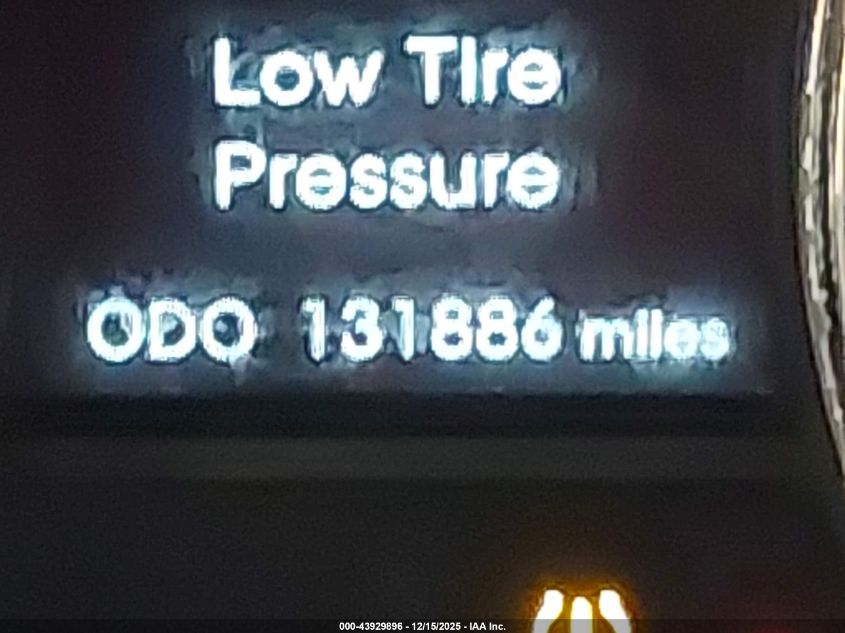 Low Tire
Pressure
ODO 131886 miles
000-43929896 - 12/15/2025 - IAA Inc.